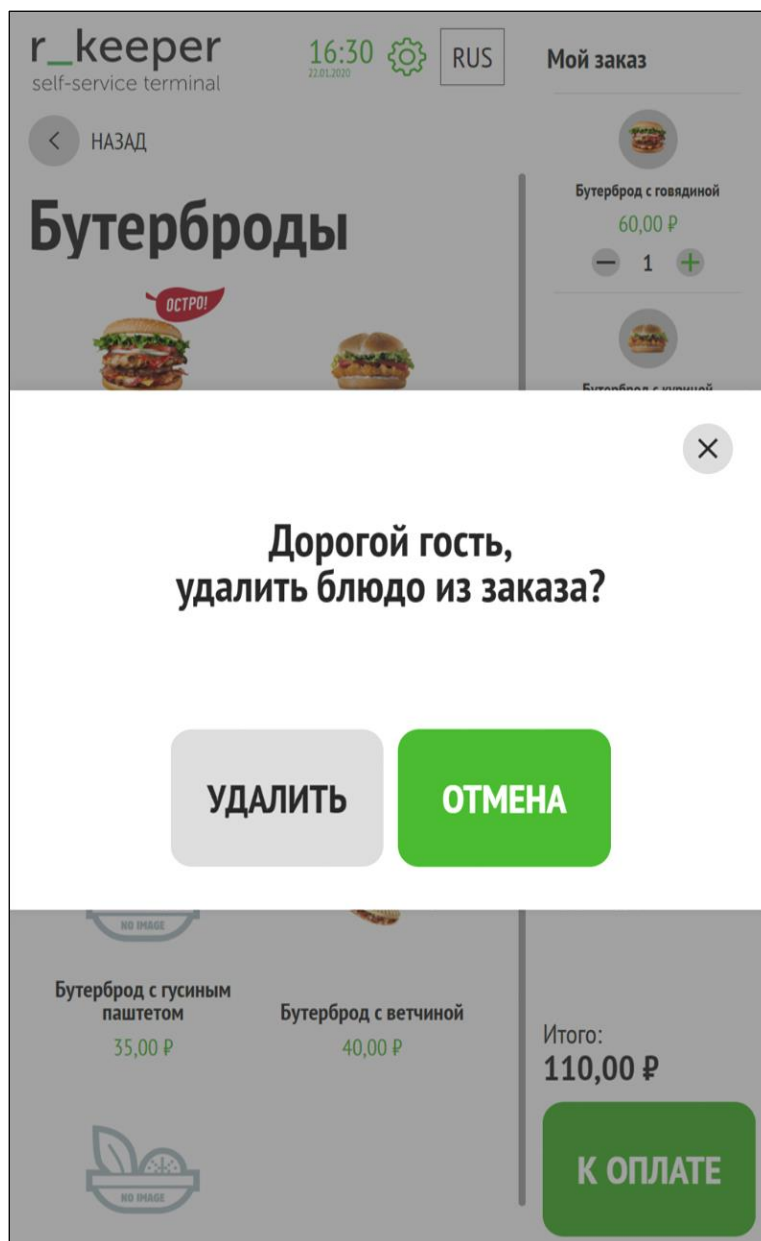 r_keeper
self-service terminal
16:30
22.01.2020
RUS
Мой заказ
НАЗАД
Бутерброды
Бутерброд с говядиной
60,00 ₽
1
ОСТРО!
Бутерброд с курицей
Дорогой гость,
удалить блюдо из заказа?
УДАЛИТЬ
ОТМЕНА
NO IMAGE
Бутерброд с гусиным
паштетом
35,00 ₽
Бутерброд с ветчиной
40,00 ₽
NO IMAGE
Итого:
110,00 ₽
К ОПЛАТЕ